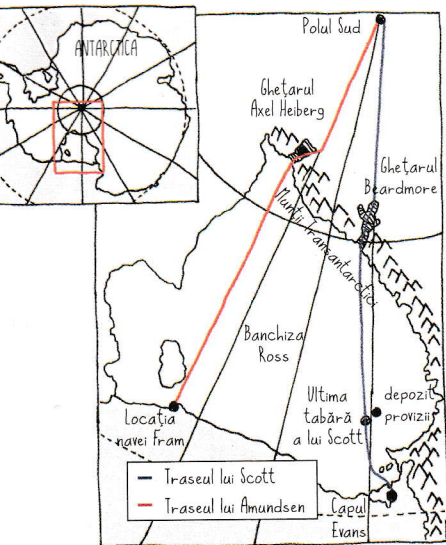 ANTARCTICA
Polul Sud
Ghețarul
Axel Heiberg
Ghețarul
Beardmore
Munții Transantarctici
Banchiza
Ross
Ultima
tabără
a lui Scott
depozit
provizii
Locația
navei Fram
Traseul lui Scott
Traseul lui Amundsen
Capul
Evans